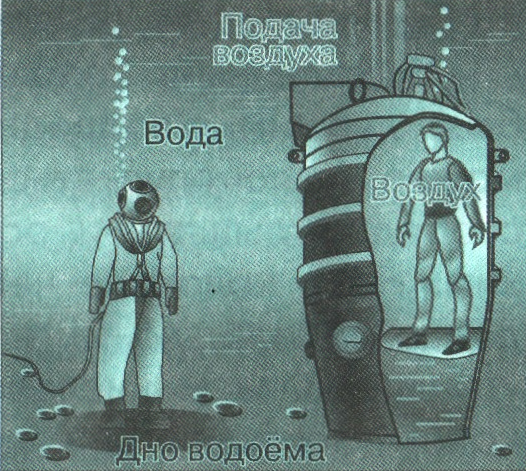 Подача
воздуха
Вода
Воздух
Дно водоёма